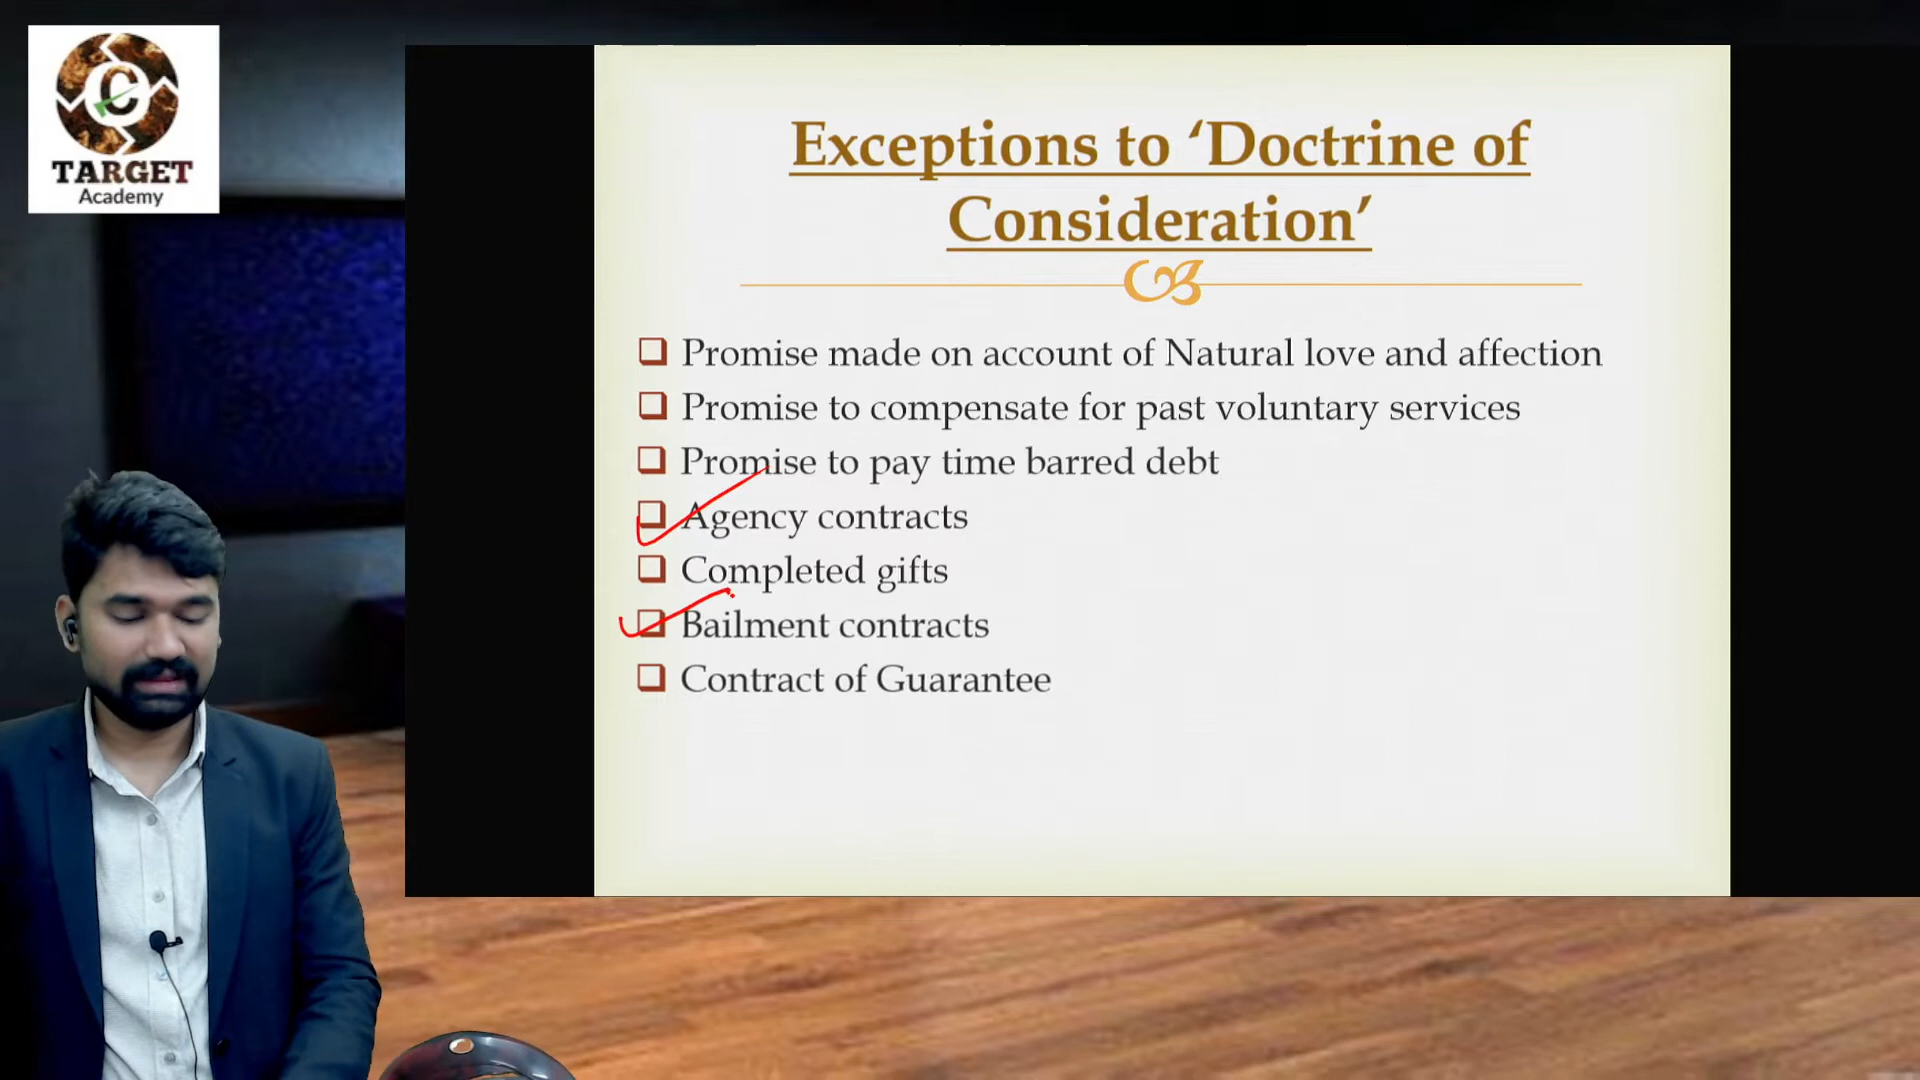 TARGET
Academy
Exceptions to ‘Doctrine of
Consideration’
Promise made on account of Natural love and affection
Promise to compensate for past voluntary services
Promise to pay time barred debt
Agency contracts
Completed gifts
Bailment contracts
Contract of Guarantee